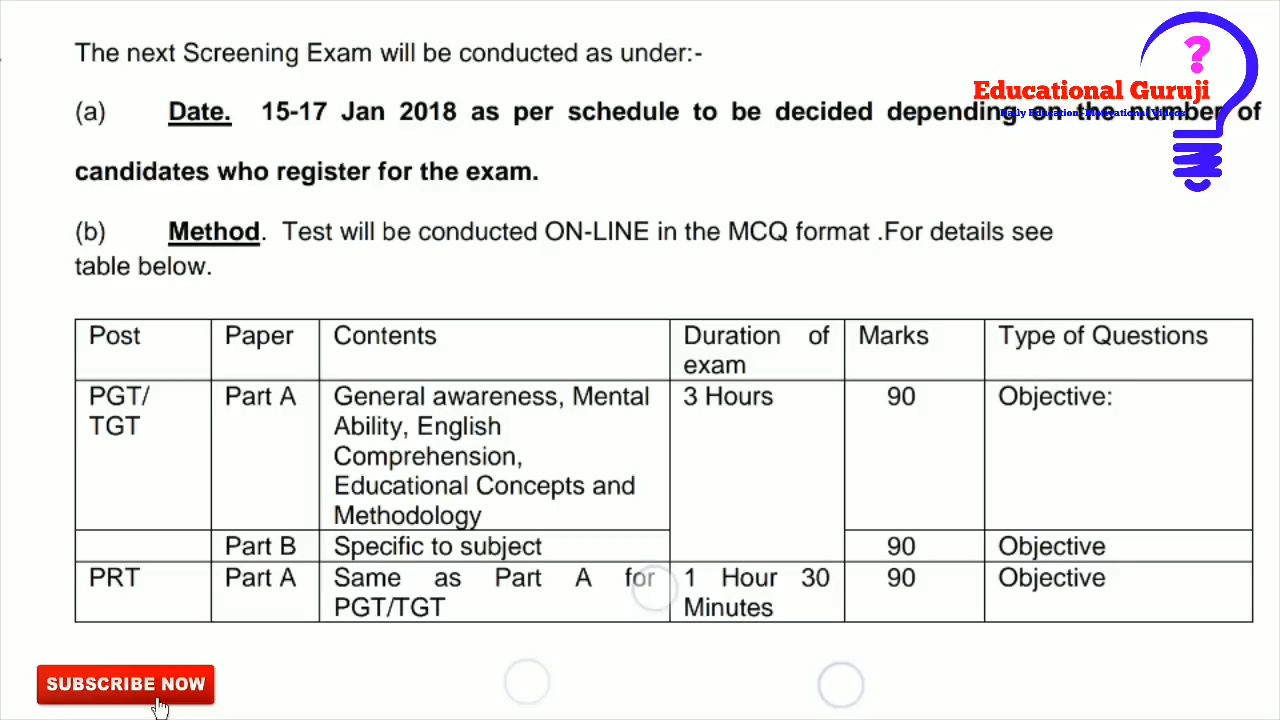 The next Screening Exam will be conducted as under:-
?
Educational Guruji
Daily Education+Motivational Videos
(a) Date. 15-17 Jan 2018 as per schedule to be decided depending on the number of
candidates who register for the exam.
(b) Method. Test will be conducted ON-LINE in the MCQ format .For details see
table below.
Post Paper Contents Duration of exam Marks Type of Questions
PGT/
TGT
Part A
General awareness, Mental
Ability, English
Comprehension,
Educational Concepts and
Methodology
3 Hours
90
Objective:
Part B Specific to subject 90 Objective
PRT
Part A
Same as Part A for
PGT/TGT
1 Hour 30
Minutes
90
Objective
SUBSCRIBE NOW